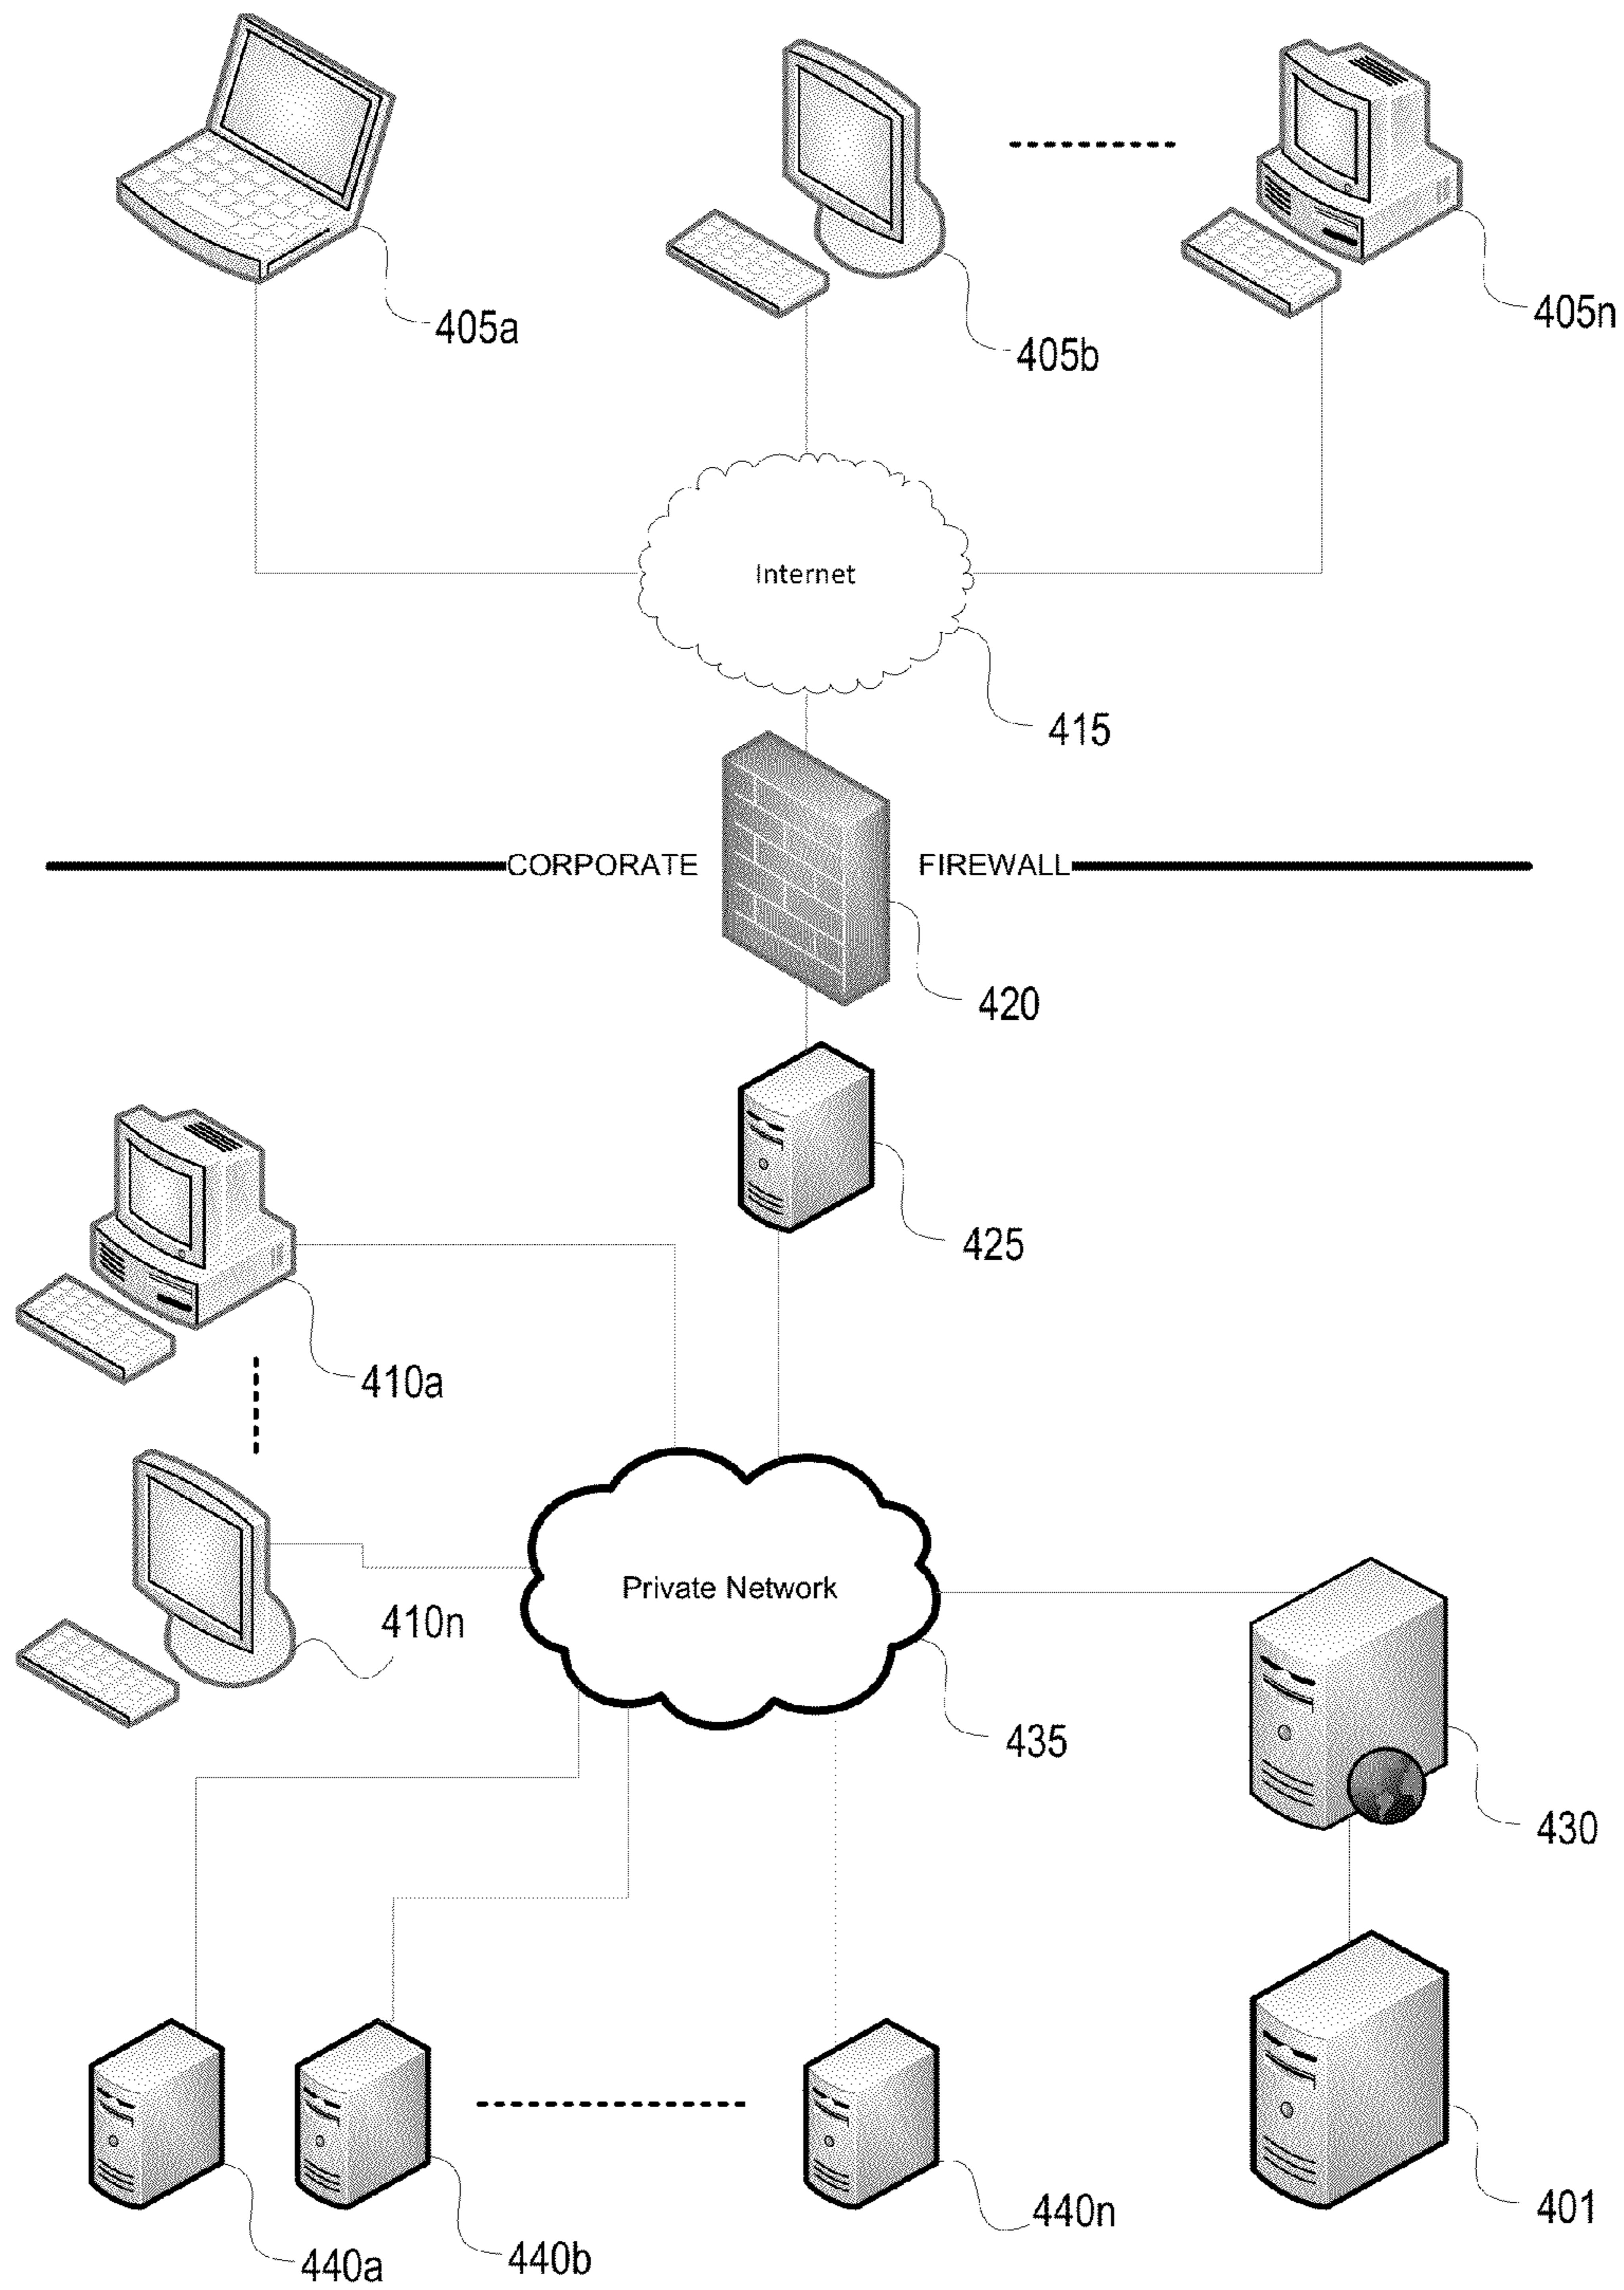 405a
405b
405n
Internet
415
CORPORATE FIREWALL
420
425
410a
Private Network
410n
435
430
401
440n
440a
440b